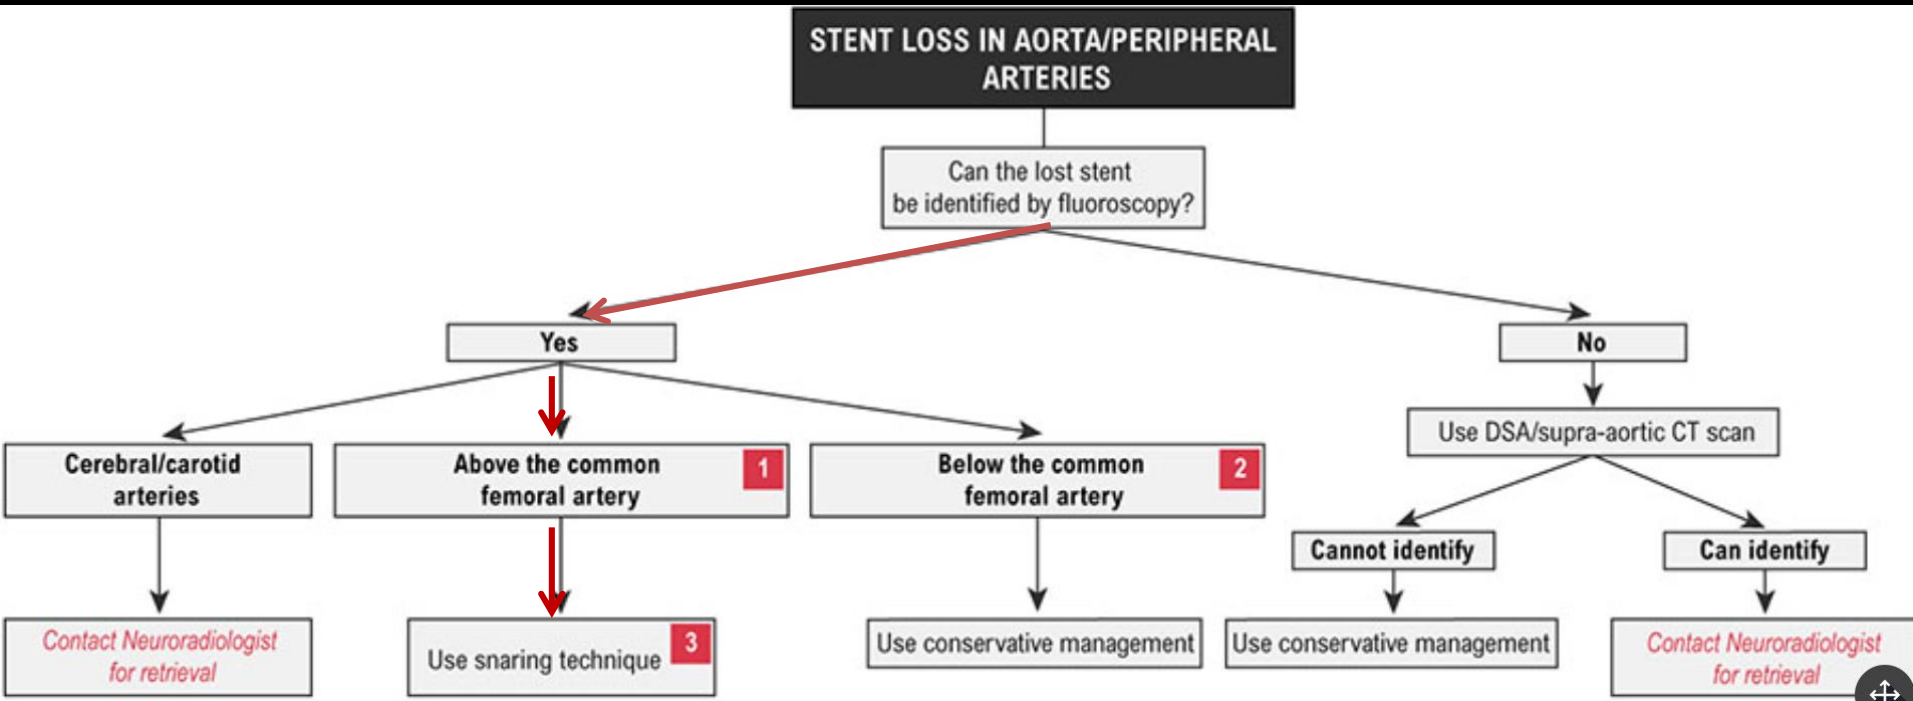 STENT LOSS IN AORTA/PERIPHERAL
ARTERIES
Can the lost stent
be identified by fluoroscopy?
Yes
No
Use DSA/supra-aortic CT scan
Cerebral/carotid
arteries
Above the common
femoral artery
1
Below the common
femoral artery
2
Cannot identify
Can identify
Contact Neuroradiologist
for retrieval
Use snaring technique
3
Use conservative management
Use conservative management
Contact Neuroradiologist
for retrieval